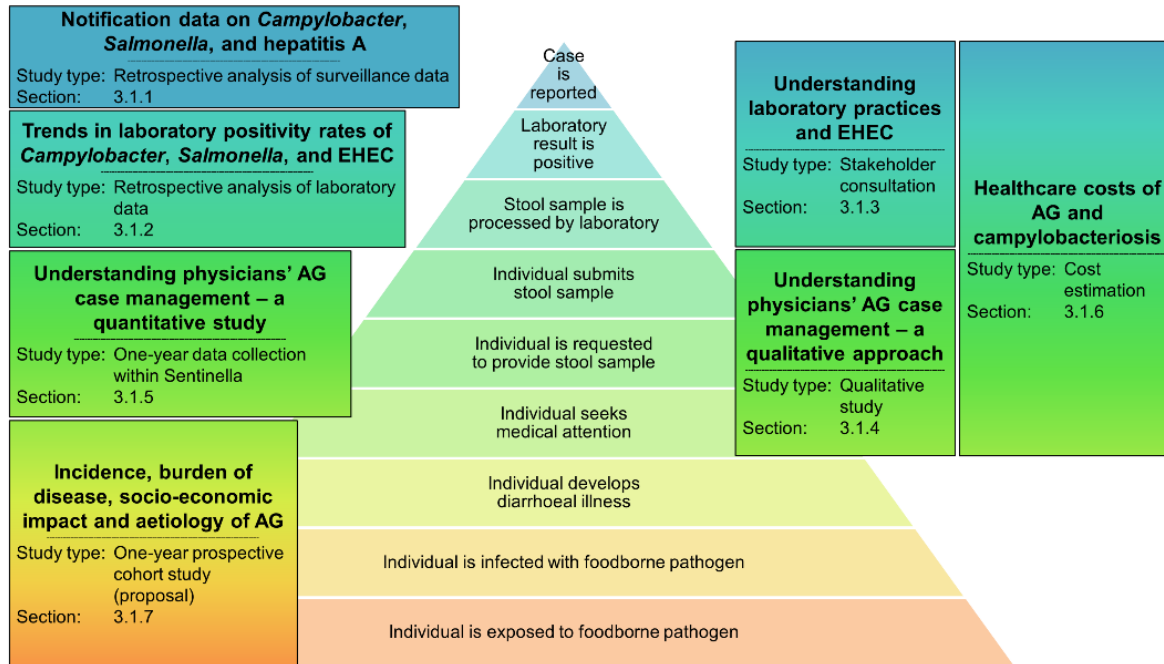 Notification data on Campylobacter,
Salmonella, and hepatitis A
Study type: Retrospective analysis of surveillance data
Section: 3.1.1
Trends in laboratory positivity rates of
Campylobacter, Salmonella, and EHEC
Study type: Retrospective analysis of laboratory
data
Section: 3.1.2
Understanding physicians' AG
case management – a
quantitative study
Study type: One-year data collection
within Sentinella
Section: 3.1.5
Incidence, burden of
disease, socio-economic
impact and aetiology of AG
Study type: One-year prospective
cohort study
(proposal)
Section: 3.1.7
Case
is
reported
Laboratory
result is
positive
Stool sample is
processed by laboratory
Individual submits
stool sample
Individual is requested
to provide stool sample
Individual seeks
medical attention
Individual develops
diarrhoeal illness
Individual is infected with foodborne pathogen
Individual is exposed to foodborne pathogen
Understanding
laboratory practices
and EHEC
Study type: Stakeholder
consultation
Section: 3.1.3
Understanding
physicians' AG case
management – a
qualitative approach
Study type: Qualitative
study
Section: 3.1.4
Healthcare costs of
AG and
campylobacteriosis
Study type: Cost
estimation
Section: 3.1.6